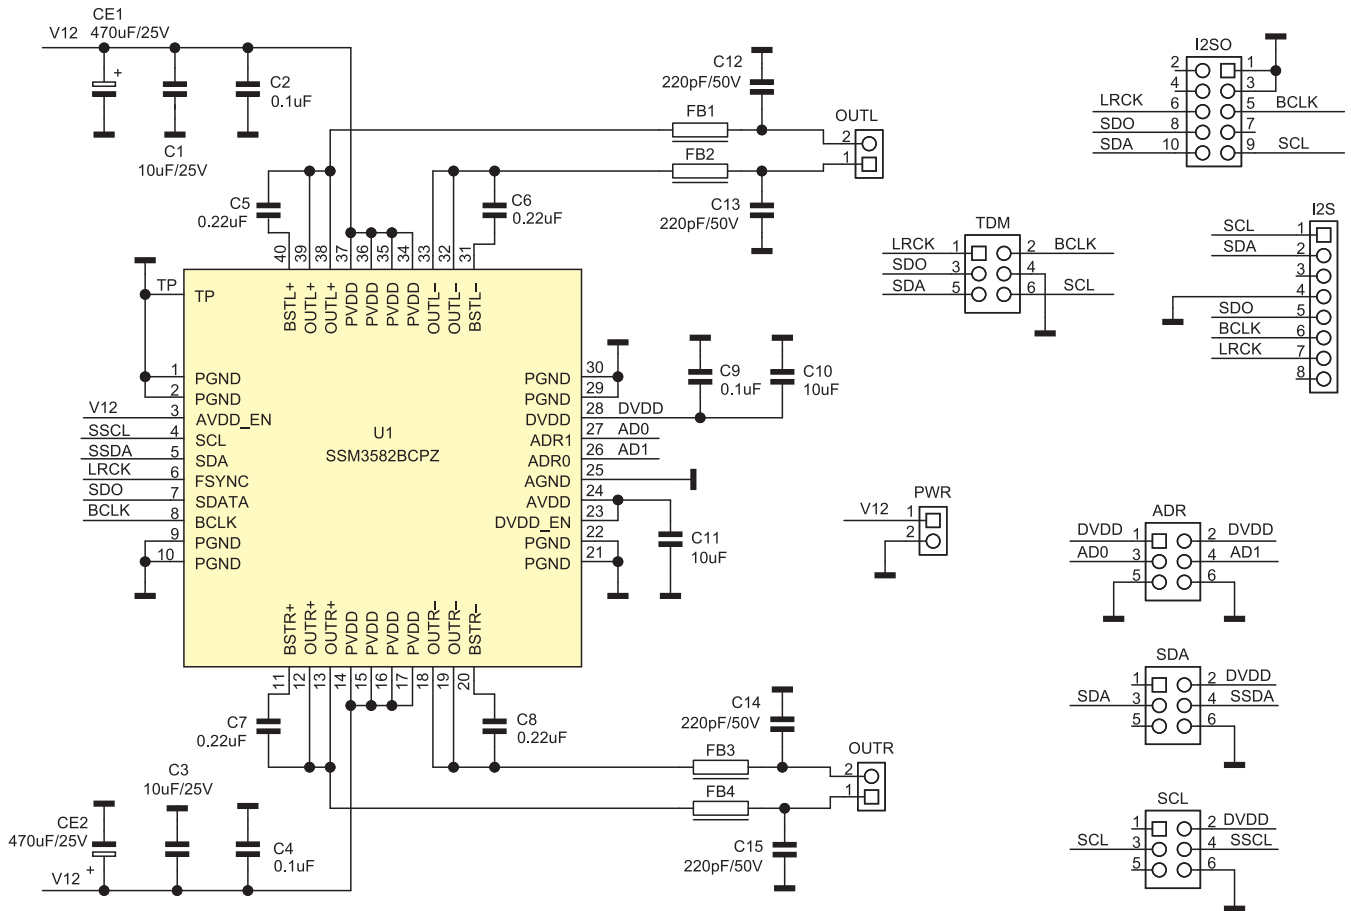 CE1
V12 470uF/25V
+
C2
0.1uF
C1
10uF/25V
C12
220pF/50V
FB1
OUTL
2
FB2
1
C13
220pF/50V
C5
0.22uF
C6
0.22uF
40 39 38 37 36 35 34 33 32 31
BSTL+ OUTL+ OUTL+ PVDD PVDD PVDD PVDD OUTL− OUTL− BSTL−
TP TP
1 PGND
2 PGND
V12 3 AVDD_EN
SSCL 4 SCL
SSDA 5 SDA
LRCK 6 FSYNC
SDO 7 SDATA
BCLK 8 BCLK
9 PGND
10 PGND
U1
SSM3582BCPZ
PGND 30
PGND 29
DVDD 28 DVDD
ADR1 27 AD0
ADR0 26 AD1
AGND 25
AVDD 24
DVDD_EN 23
PGND 22
PGND 21
C9
0.1uF
C10
10uF
C11
10uF
BSTR+ OUTR+ OUTR+ PVDD PVDD PVDD PVDD OUTR− OUTR− BSTR−
11 12 13 14 15 16 17 18 19 20
C7
0.22uF
C8
0.22uF
C14
220pF/50V
FB3
OUTR
2
FB4
1
C15
220pF/50V
C3
10uF/25V
CE2
470uF/25V
+
C4
0.1uF
V12
I2SO
2 1
4 3
LRCK 6 5 BCLK
SDO 8 7
SDA 10 9 SCL
TDM
LRCK 1 2 BCLK
SDO 3 4
SDA 5 6 SCL
I2S
SCL 1
SDA 2
3
4
SDO 5
BCLK 6
LRCK 7
8
PWR
V12 1
2
ADR
DVDD 1 2 DVDD
AD0 3 4 AD1
5 6
SDA
1 2 DVDD
SDA 3 4 SSDA
5 6
SCL
1 2 DVDD
SCL 3 4 SSCL
5 6